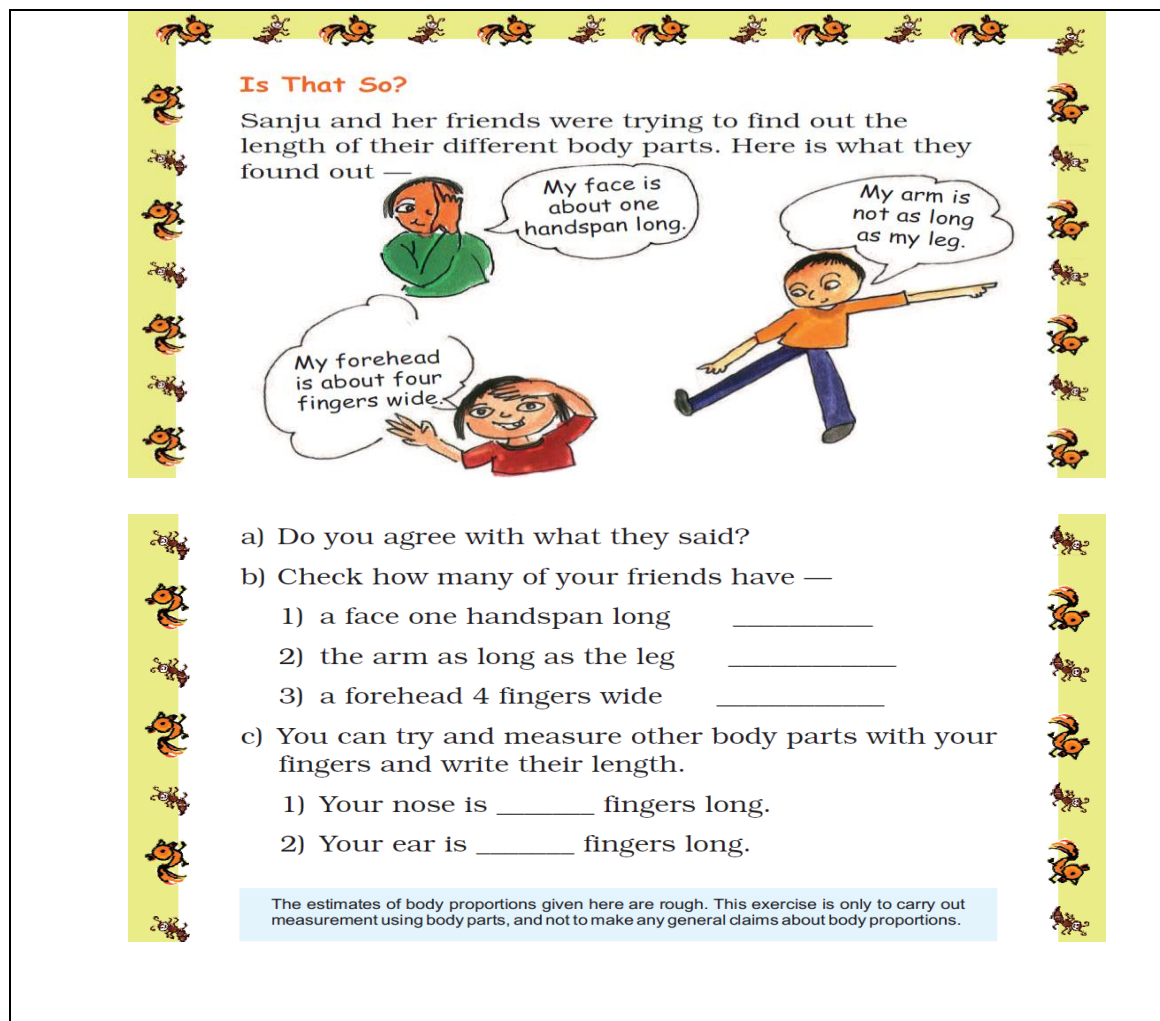 Is That So?
Sanju and her friends were trying to find out the
length of their different body parts. Here is what they
found out —
My face is
about one
handspan long.
My arm is
not as long
as my leg.
My forehead
is about four
fingers wide.
a) Do you agree with what they said?
b) Check how many of your friends have —
1) a face one handspan long __________
2) the arm as long as the leg ____________
3) a forehead 4 fingers wide ____________
c) You can try and measure other body parts with your
fingers and write their length.
1) Your nose is _______ fingers long.
2) Your ear is _______ fingers long.
The estimates of body proportions given here are rough. This exercise is only to carry out
measurement using body parts, and not to make any general claims about body proportions.